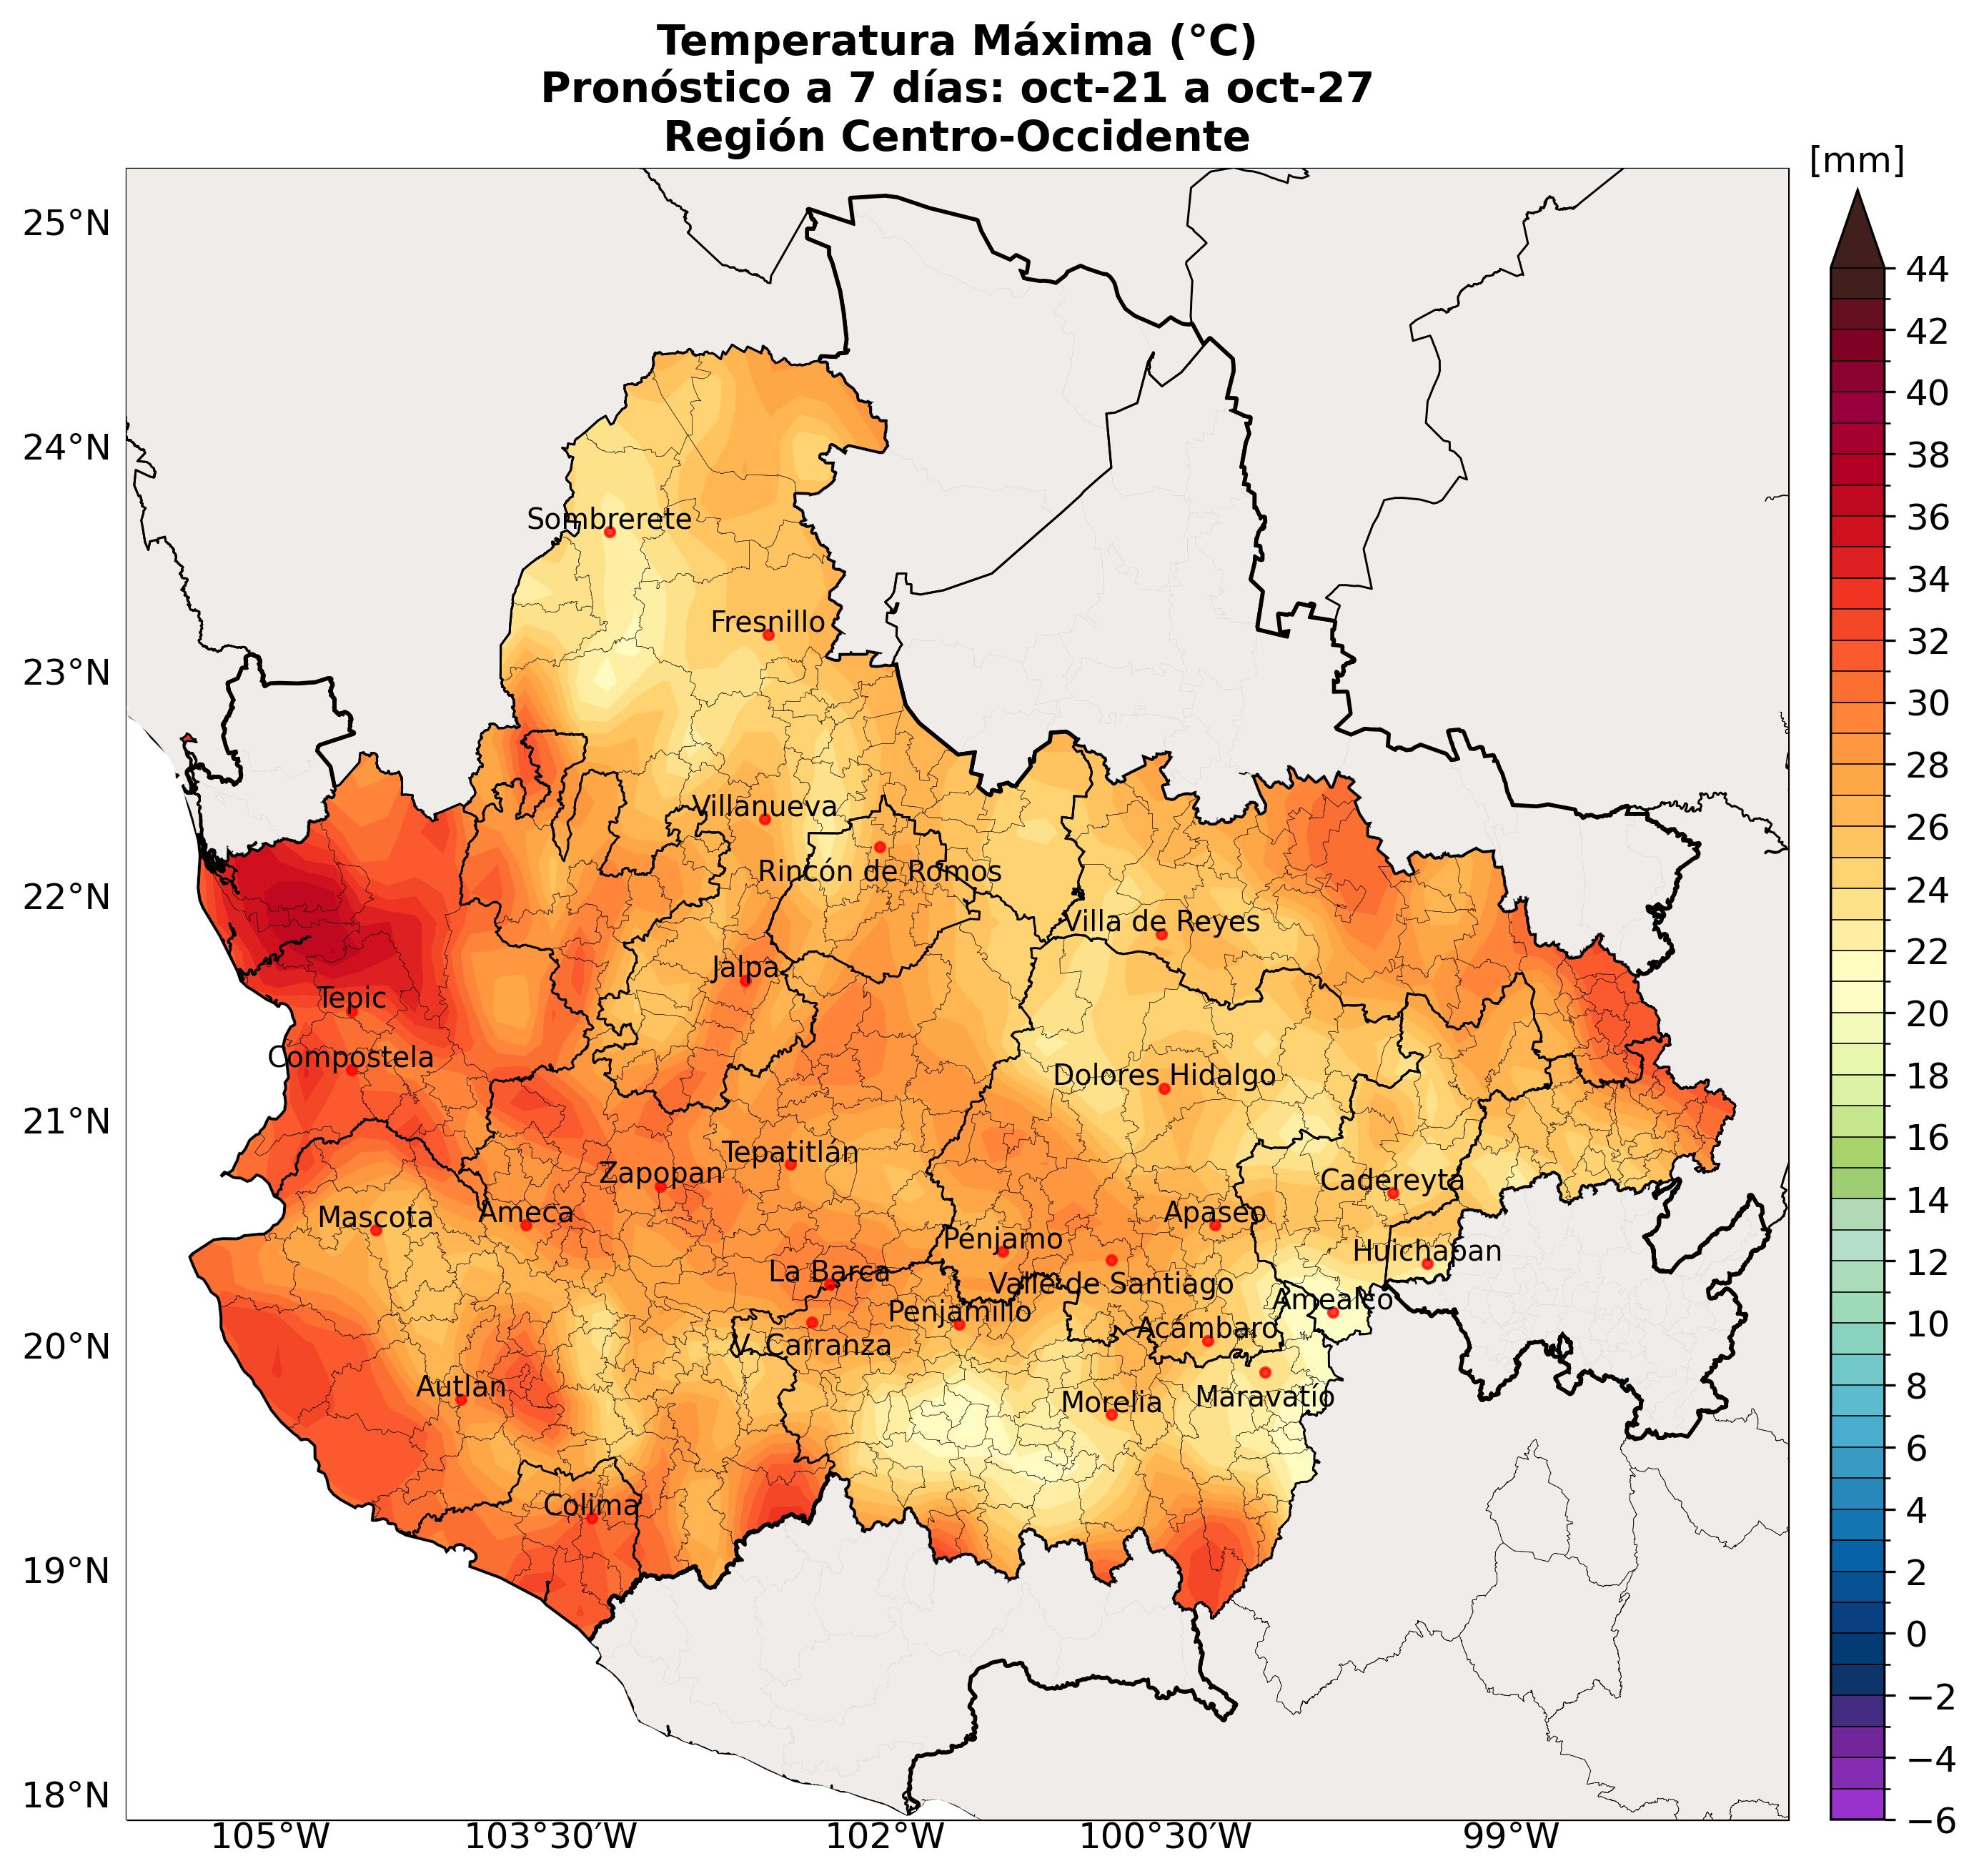 Temperatura Máxima (°C)
Pronóstico a 7 días: oct-21 a oct-27
Región Centro-Occidente
[mm]
25°N
24°N
23°N
22°N
21°N
20°N
19°N
18°N
105°W
103°30′W
102°W
100°30′W
99°W
Sombrerete
Fresnillo
Villanueva
Rincón de Romos
Villa de Reyes
Jalpa
Tepic
Compostela
Dolores Hidalgo
Tepatitlán
Zapopan
Cadereyta
Mascota
Ameca
Apaseo
Pénjamo
Huichapan
La Barca
Valle de Santiago
Amealco
Penjamillo
Acámbaro
V. Carranza
Autlan
Morelia
Maravatío
Colima
44
42
40
38
36
34
32
30
28
26
24
22
20
18
16
14
12
10
8
6
4
2
0
−2
−4
−6